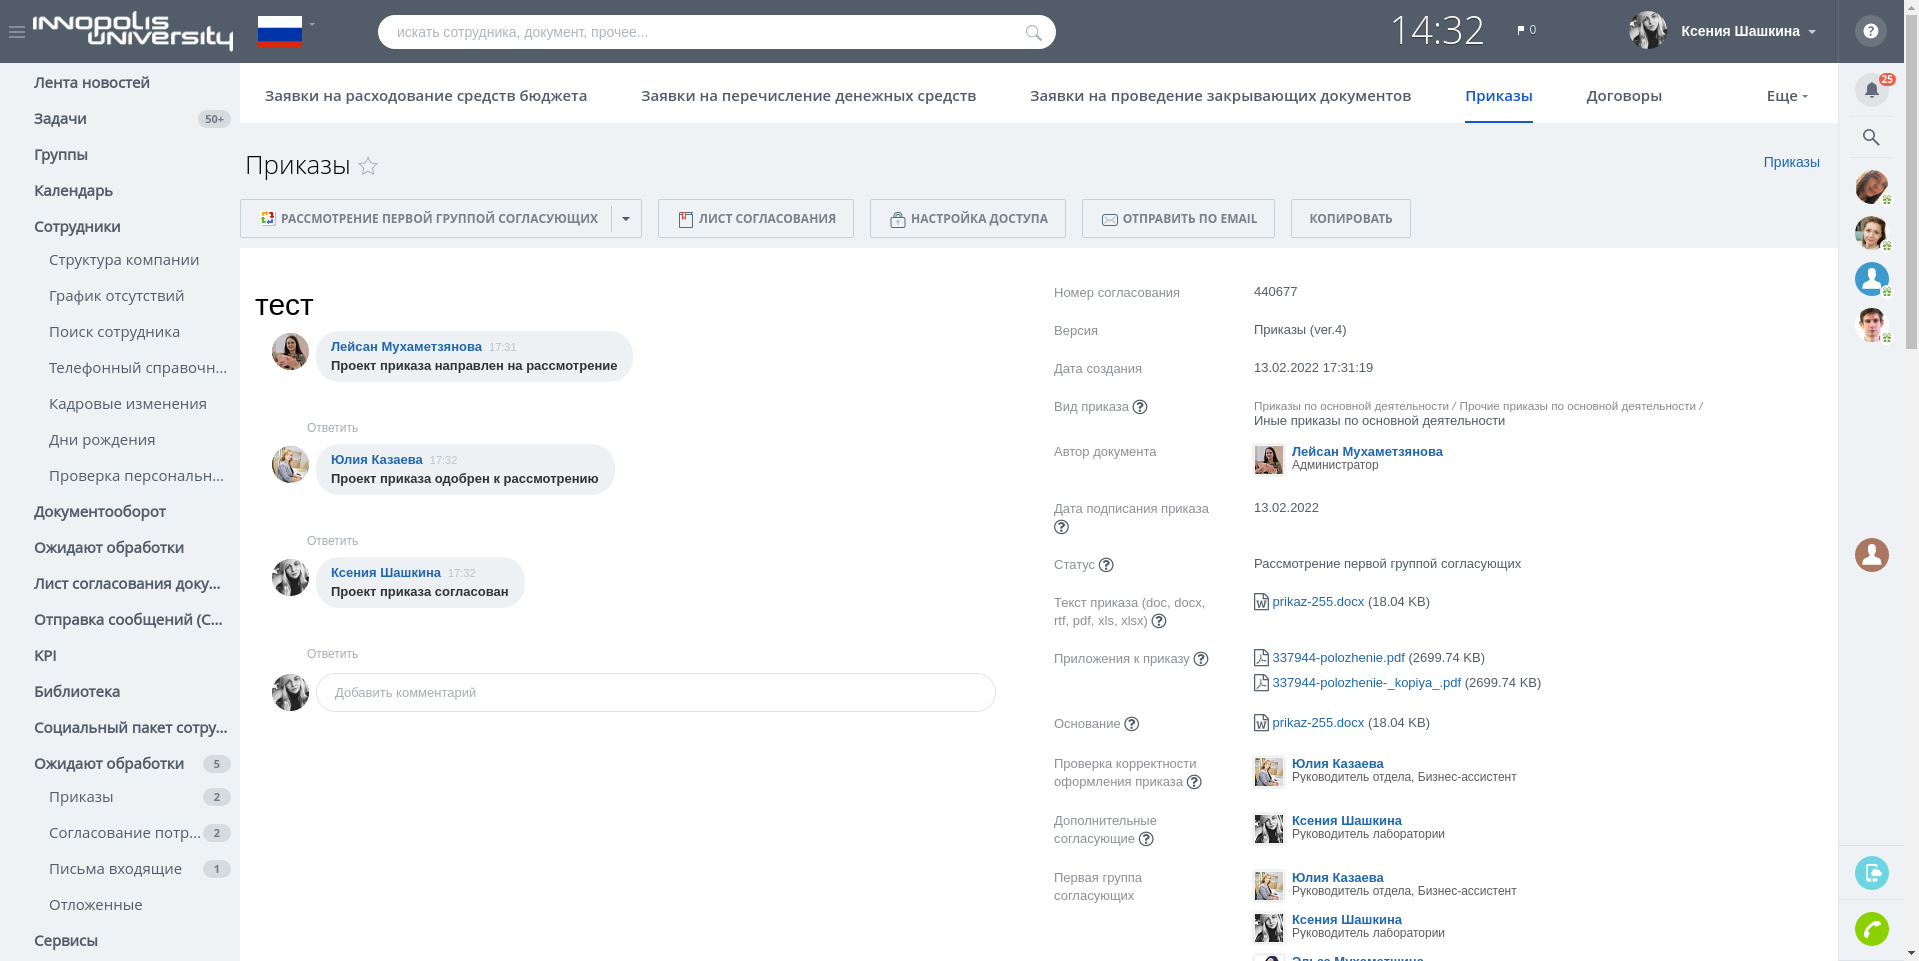 INNOPOLIS UNIVERSITY
искать сотрудника, документ, прочее...
14:32
0
Ксения Шашкина
?
Лента новостей
Задачи 50+
Группы
Календарь
Сотрудники
Структура компании
График отсутствий
Поиск сотрудника
Телефонный справочн...
Кадровые изменения
Дни рождения
Проверка персональн...
Документооборот
Ожидают обработки
Лист согласования доку...
Отправка сообщений (С...
KPI
Библиотека
Социальный пакет сотру...
Ожидают обработки 5
Приказы 2
Согласование потр... 2
Письма входящие 1
Отложенные
Сервисы
Заявки на расходование средств бюджета
Заявки на перечисление денежных средств
Заявки на проведение закрывающих документов
Приказы
Договоры
Еще
25
Приказы
Приказы
РАССМОТРЕНИЕ ПЕРВОЙ ГРУППОЙ СОГЛАСУЮЩИХ
ЛИСТ СОГЛАСОВАНИЯ
НАСТРОЙКА ДОСТУПА
ОТПРАВИТЬ ПО EMAIL
КОПИРОВАТЬ
тест
Лейсан Мухаметзянова 17:31
Проект приказа направлен на рассмотрение
Ответить
Юлия Казаева 17:32
Проект приказа одобрен к рассмотрению
Ответить
Ксения Шашкина 17:32
Проект приказа согласован
Ответить
Добавить комментарий
Номер согласования 440677
Версия Приказы (ver.4)
Дата создания 13.02.2022 17:31:19
Вид приказа ? Приказы по основной деятельности / Прочие приказы по основной деятельности /
Иные приказы по основной деятельности
Автор документа Лейсан Мухаметзянова
Администратор
Дата подписания приказа 13.02.2022
?
Статус ? Рассмотрение первой группой согласующих
Текст приказа (doc, docx, prikaz-255.docx (18.04 KB)
rtf, pdf, xls, xlsx) ?
Приложения к приказу ? 337944-polozhenie.pdf (2699.74 KB)
337944-polozhenie-_kopiya_.pdf (2699.74 KB)
Основание ? prikaz-255.docx (18.04 KB)
Проверка корректности Юлия Казаева
оформления приказа ? Руководитель отдела, Бизнес-ассистент
Дополнительные Ксения Шашкина
согласующие ? Руководитель лаборатории
Первая группа Юлия Казаева
согласующих Руководитель отдела, Бизнес-ассистент
Ксения Шашкина
Руководитель лаборатории